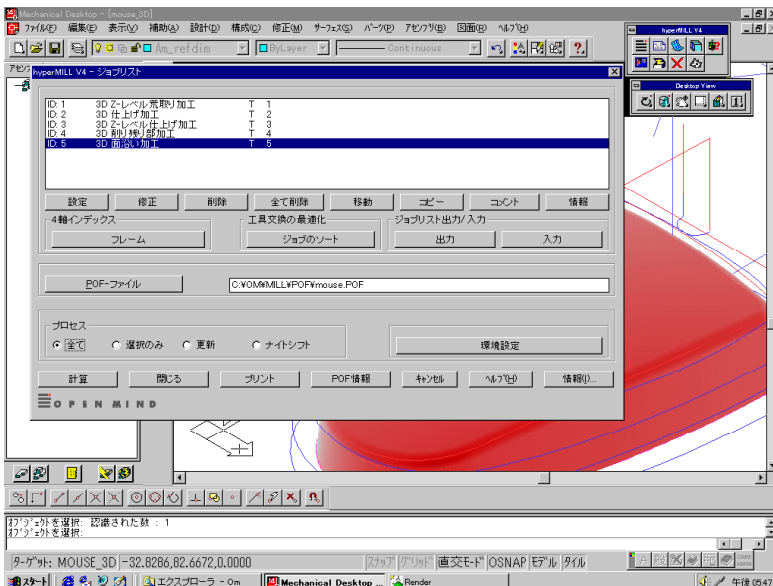 Mechanical Desktop - [mouse_3D]
ファイル(F) 編集(E) 表示(V) 補助(A) 設計(D) 構成(C) 修正(M) サーフェス(S) パーツ(P) アセンブリ(B) 図面(R) ヘルプ(H)
Am_refdim ByLayer Continuous
hyperMILL V4
Desktop View
hyperMILL V4 - ジョブリスト
ID: 1 3D Z-レベル荒取り加工 T 1
ID: 2 3D 仕上げ加工 T 2
ID: 3 3D Z-レベル仕上げ加工 T 3
ID: 4 3D 削り残り部加工 T 4
ID: 5 3D 面沿い加工 T 5
設定 修正 削除 全て削除 移動 コピー コメント 情報
4軸インデックス 工具交換の最適化 ジョブリスト出力/入力
フレーム ジョブのソート 出力 入力
POF-ファイル C:¥OM¥MILL¥POF¥mouse.POF
プロセス
全て 選択のみ 更新 ナイトシフト 環境設定
計算 閉じる プリント POF情報 キャンセル ヘルプ(H) 情報(I)...
OPEN MIND
オブジェクトを選択: 認識された数 : 1
オブジェクトを選択:
ターゲット: MOUSE_3D -32.8286,82.6672,0.0000 スナップ グリッド 直交モード OSNAP モデル タイル
A 般
スタート エクスプローラ - Om Mechanical Desktop ... Render 午後 05:47